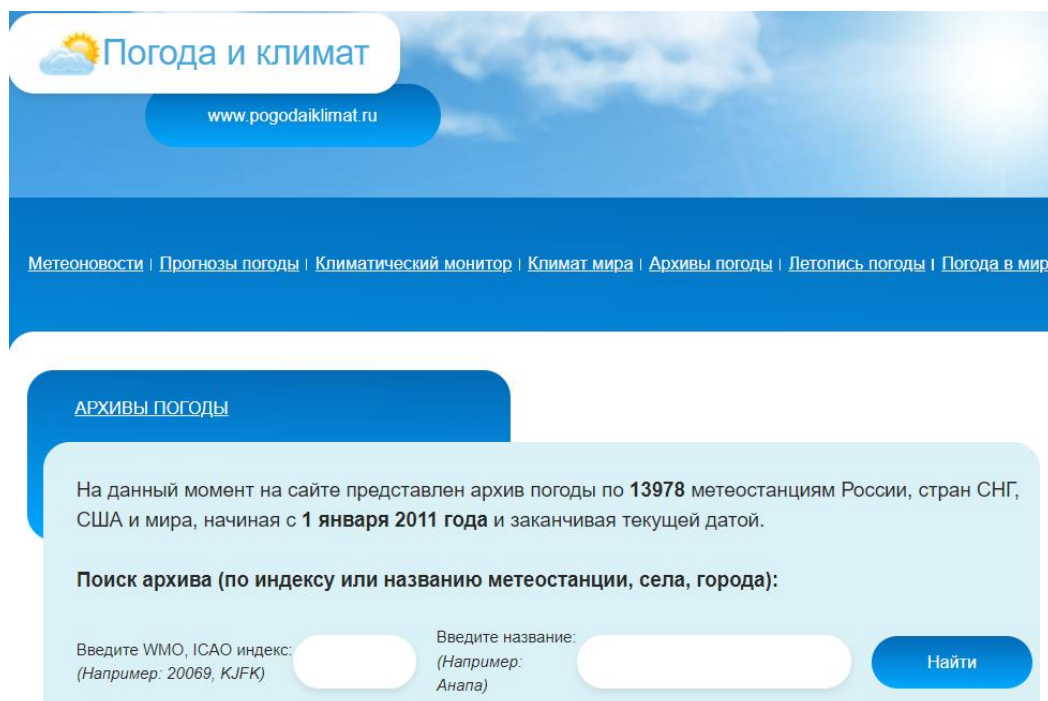 Погода и климат
www.pogodaiklimat.ru
Метеоновости | Прогнозы погоды | Климатический монитор | Климат мира | Архивы погоды | Летопись погоды | Погода в мир
АРХИВЫ ПОГОДЫ
На данный момент на сайте представлен архив погоды по 13978 метеостанциям России, стран СНГ,
США и мира, начиная с 1 января 2011 года и заканчивая текущей датой.
Поиск архива (по индексу или названию метеостанции, села, города):
Введите WMO, ICAO индекс:
(Например: 20069, KJFK)
Введите название:
(Например:
Анапа)
Найти